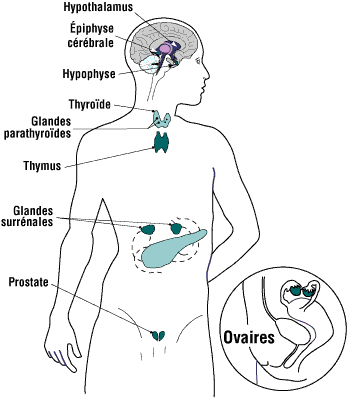 Hypothalamus
Épiphyse
cérébrale
Hypophyse
Thyroïde
Glandes
parathyroïdes
Thymus
Glandes
surrénales
Prostate
Ovaires